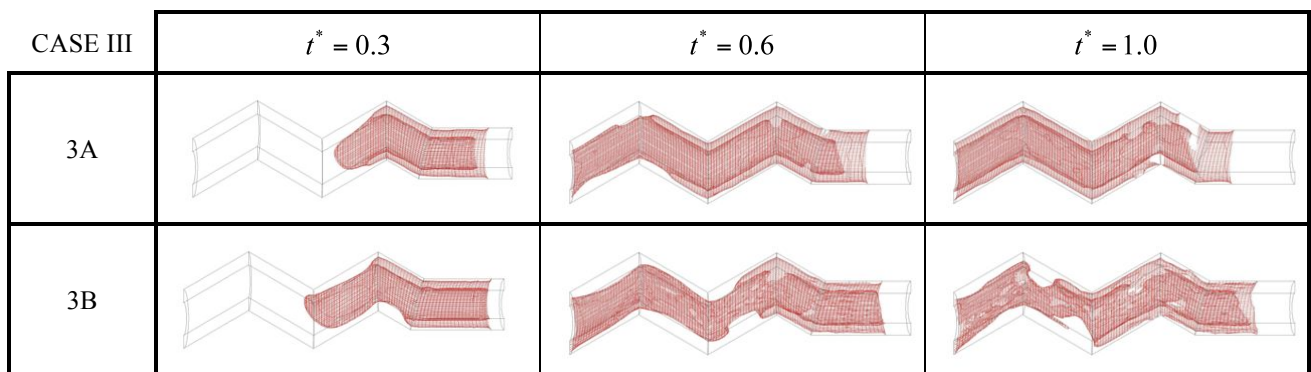 CASE III t* = 0.3 t* = 0.6 t* = 1.0
3A
3B